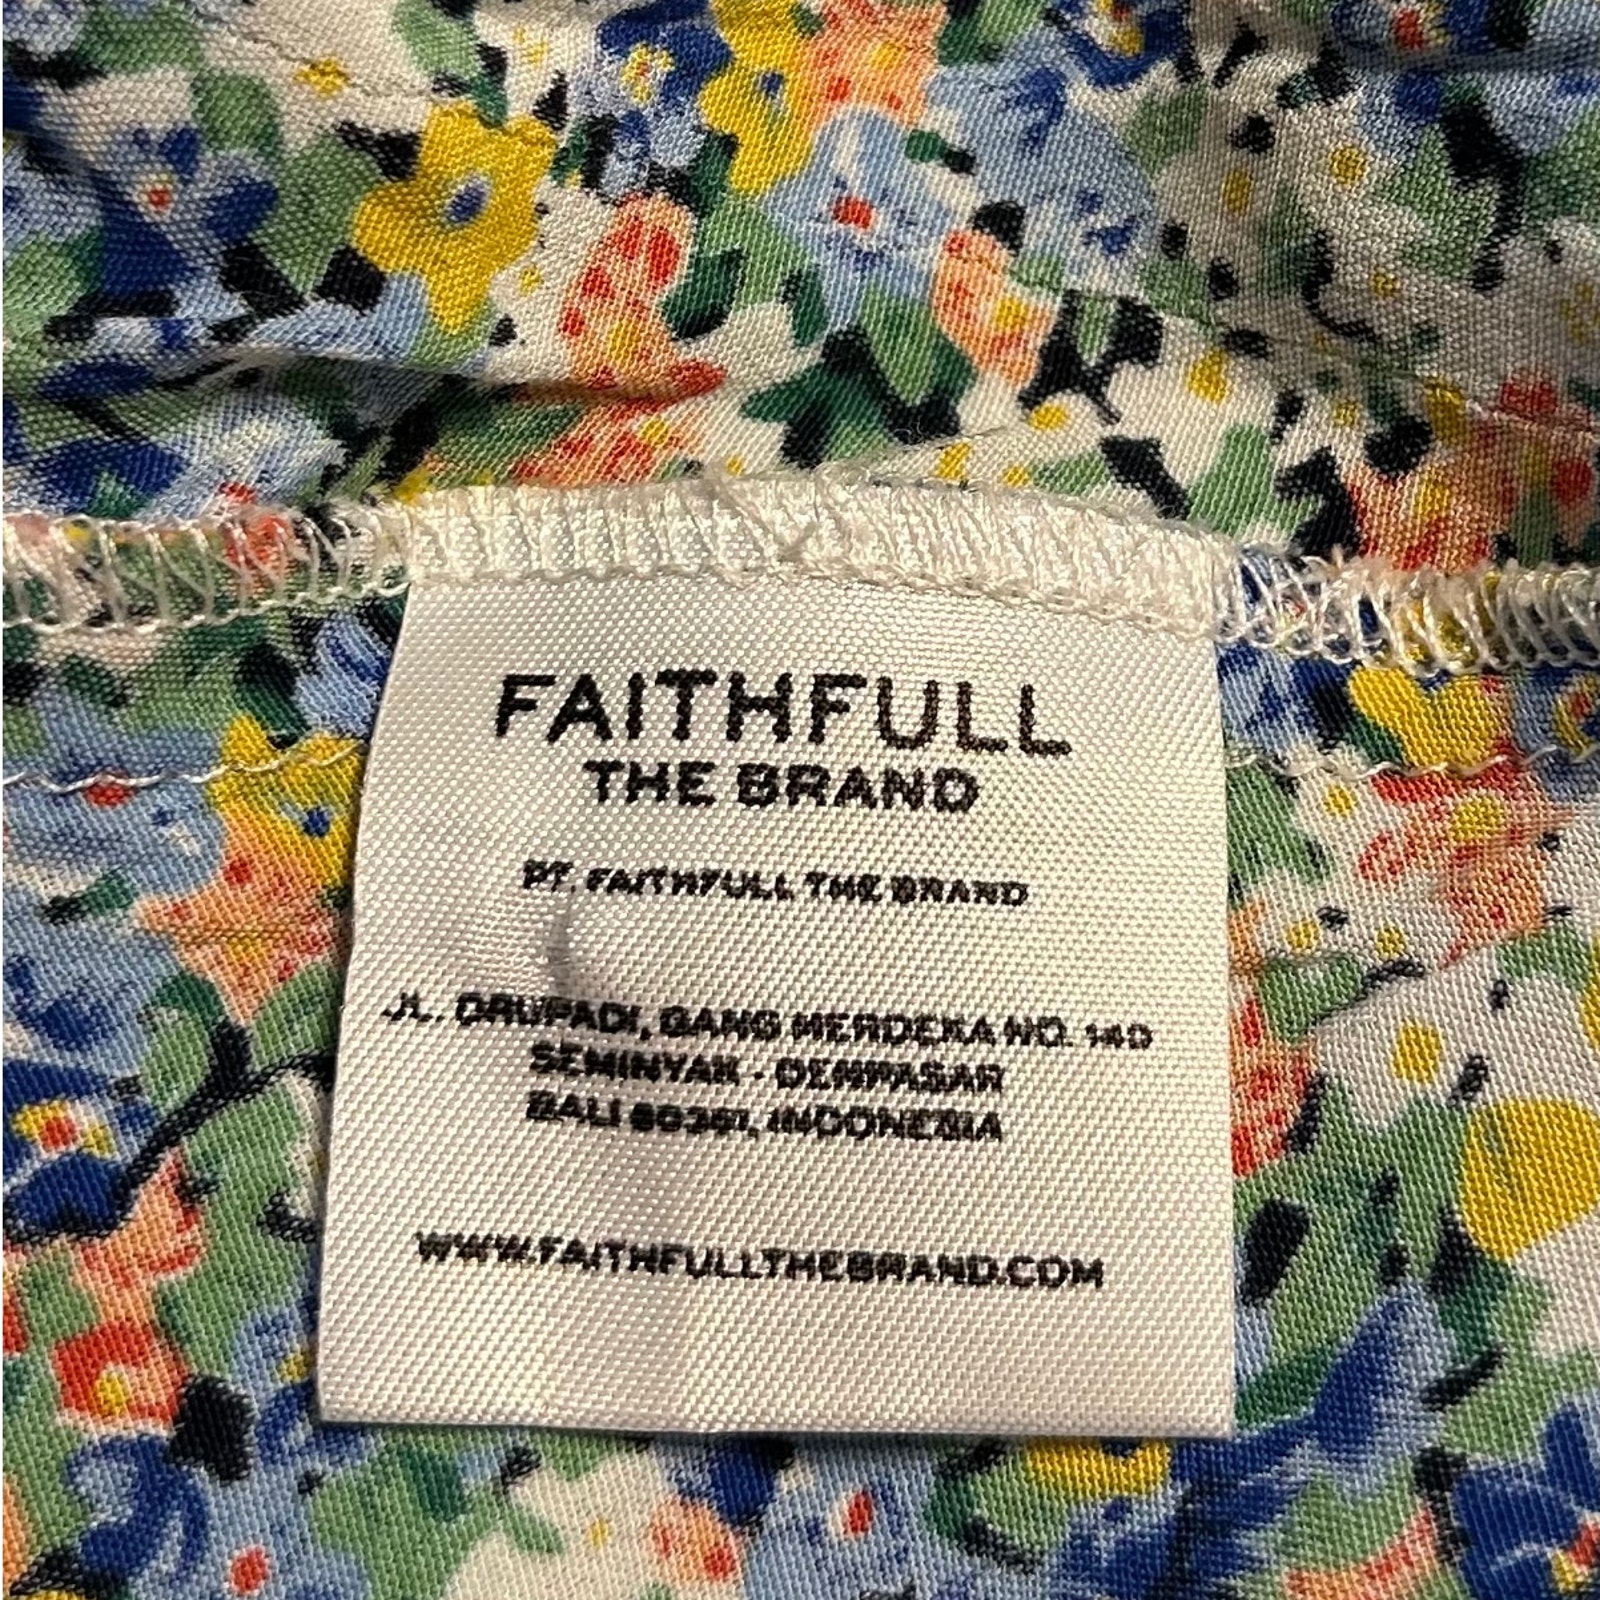 FAITHFULL
THE BRAND
PT. FAITHFULL THE BRAND
JL. DRUPADI, GANG MERDEKA NO. 14D
SEMINYAK - DENPASAR
BALI 80361, INDONESIA
WWW.FAITHFULLTHEBRAND.COM